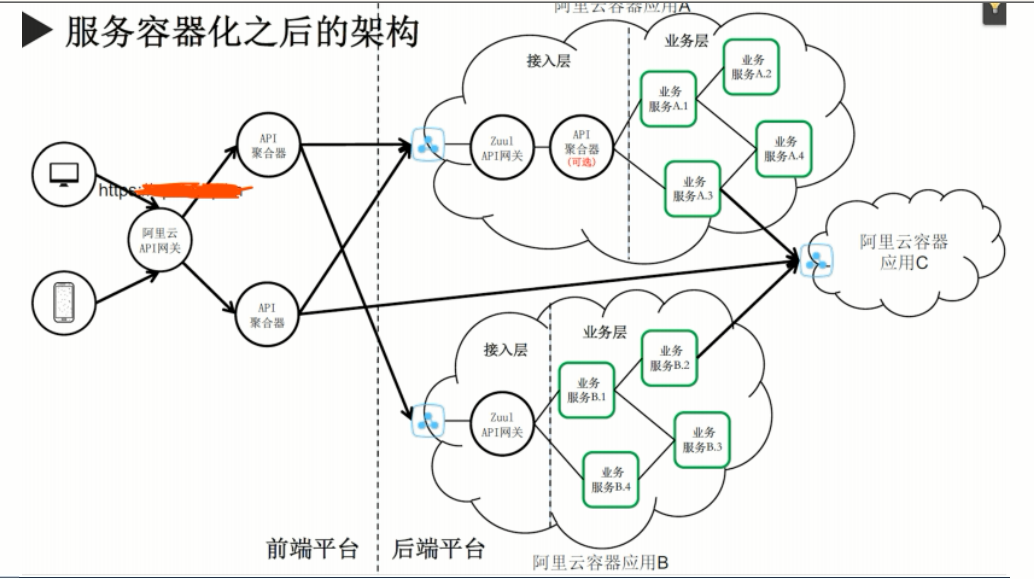 阿里云容器应用A
服务容器化之后的架构
接入层
业务层
业务
服务A.2
业务
服务A.1
API
聚合器
Zuul
API网关
API
聚合器
(可选)
业务
服务A.4
https:
业务
服务A.3
阿里云
API网关
阿里云容器
应用C
API
聚合器
接入层
业务层
业务
服务B.2
业务
服务B.1
Zuul
API网关
业务
服务B.3
业务
服务B.4
前端平台
后端平台
阿里云容器应用B